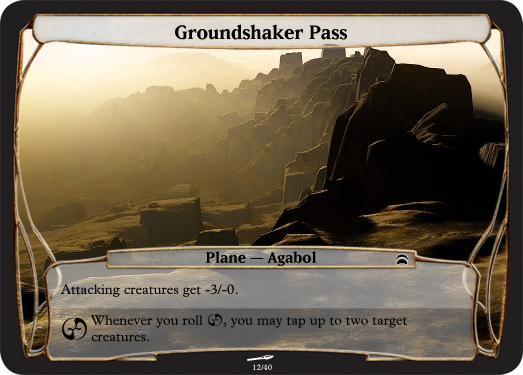 Groundshaker Pass
Plane — Agabol
Attacking creatures get -3/-0.
Whenever you roll , you may tap up to two target
creatures.
12/40